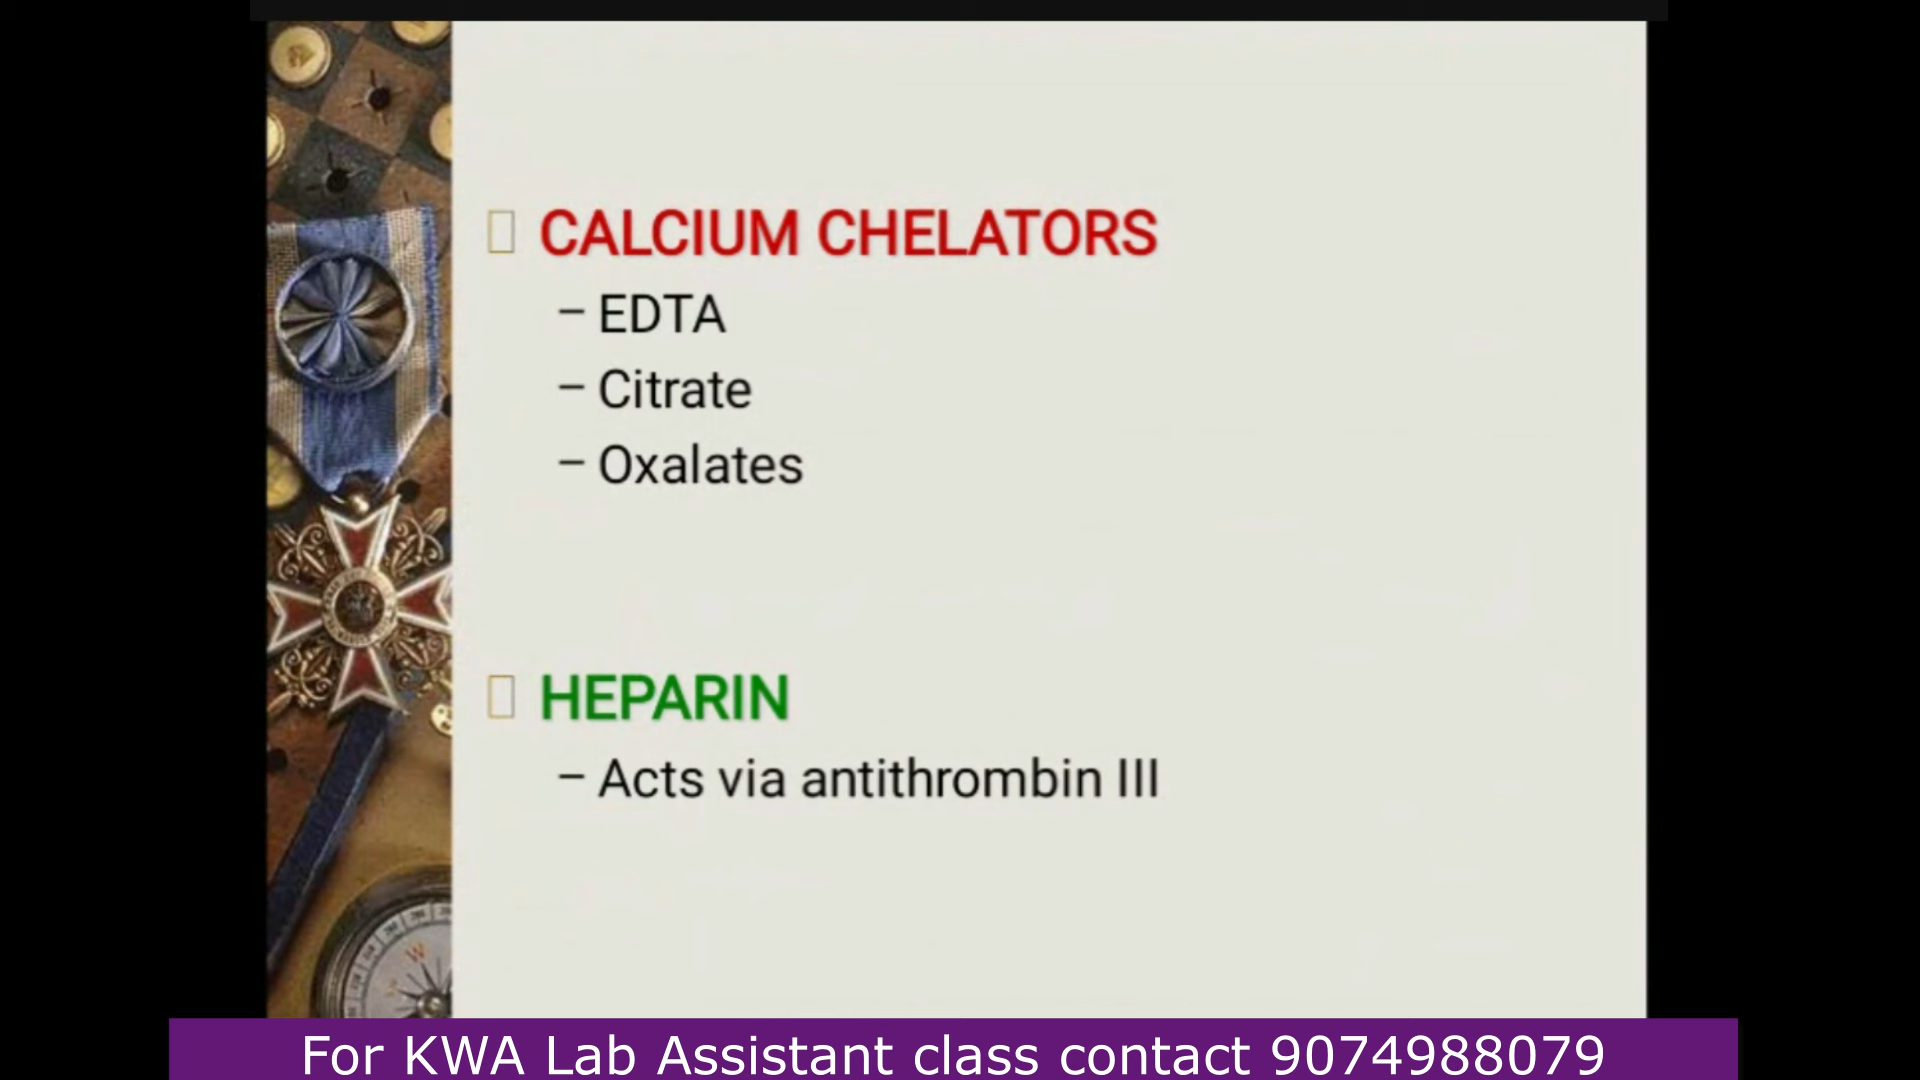 CALCIUM CHELATORS
– EDTA
– Citrate
– Oxalates
HEPARIN
– Acts via antithrombin III
For KWA Lab Assistant class contact 9074988079